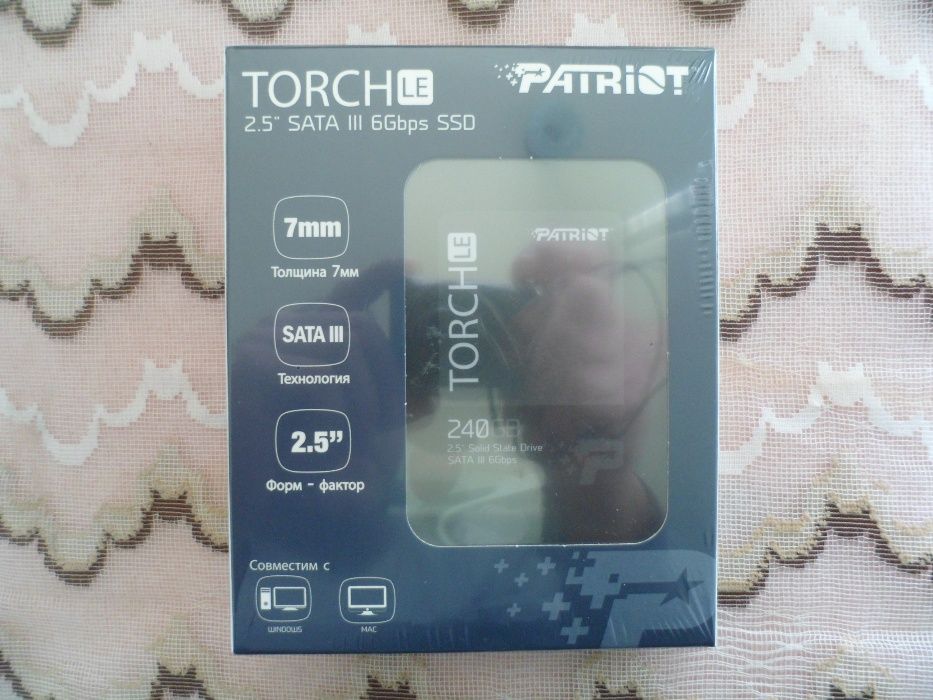 TORCH LE
PATRIOT
2.5" SATA III 6Gbps SSD
7mm
Толщина 7мм
SATA III
Технология
2.5”
Форм - фактор
Совместим с
WINDOWS
MAC
PATRIOT
TORCH LE
240GB
2.5" Solid State Drive
SATA III 6Gbps